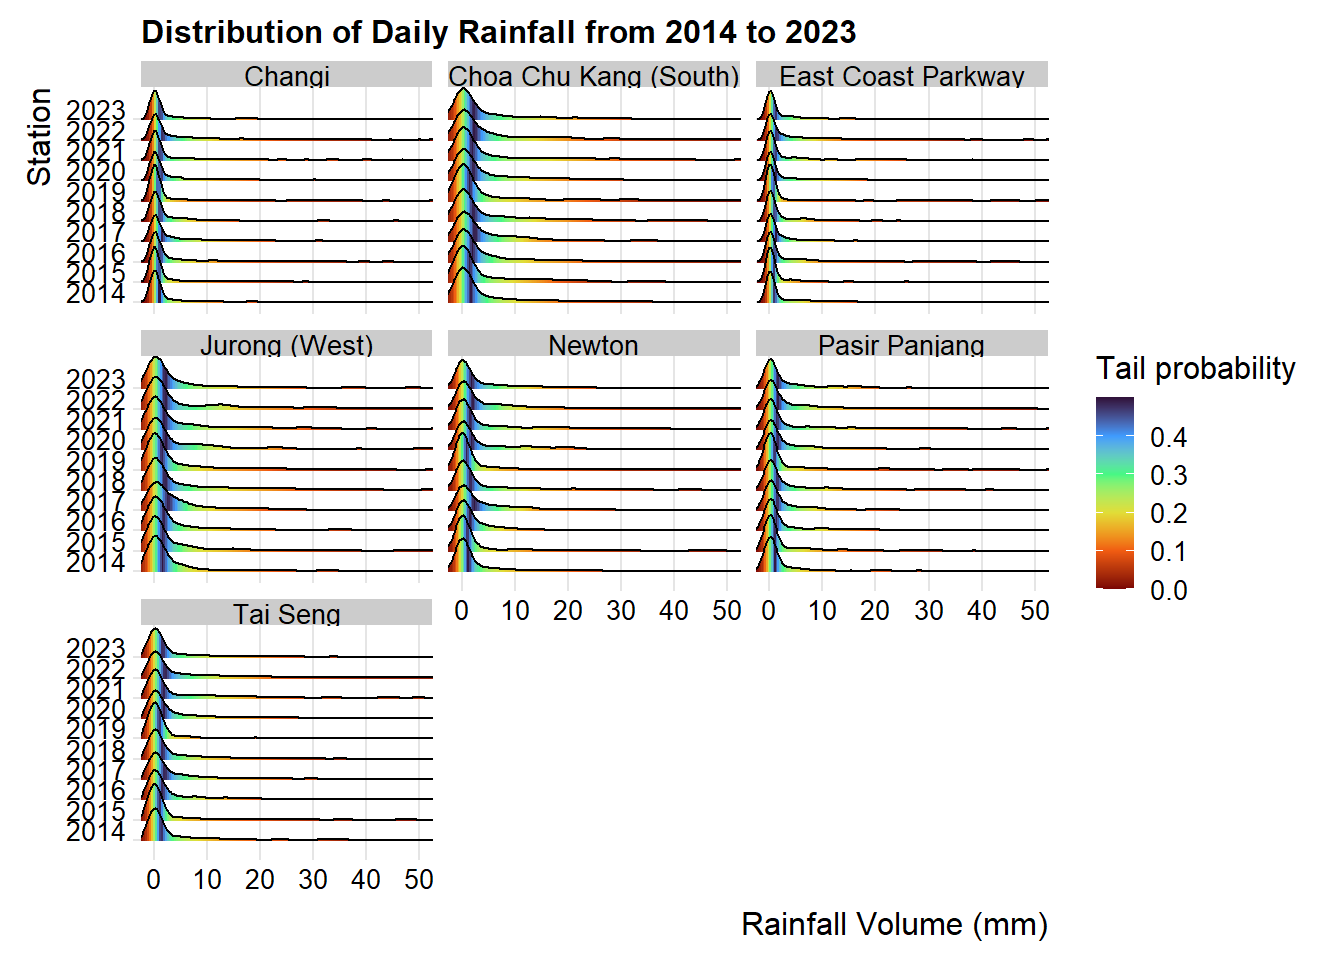 Distribution of Daily Rainfall from 2014 to 2023
Station
Changi
Choa Chu Kang (South)
East Coast Parkway
2023
2022
2021
2020
2019
2018
2017
2016
2015
2014
Jurong (West)
Newton
Pasir Panjang
2023
2022
2021
2020
2019
2018
2017
2016
2015
2014
0 10 20 30 40 50
0 10 20 30 40 50
Tai Seng
2023
2022
2021
2020
2019
2018
2017
2016
2015
2014
0 10 20 30 40 50
Rainfall Volume (mm)
Tail probability
0.4
0.3
0.2
0.1
0.0